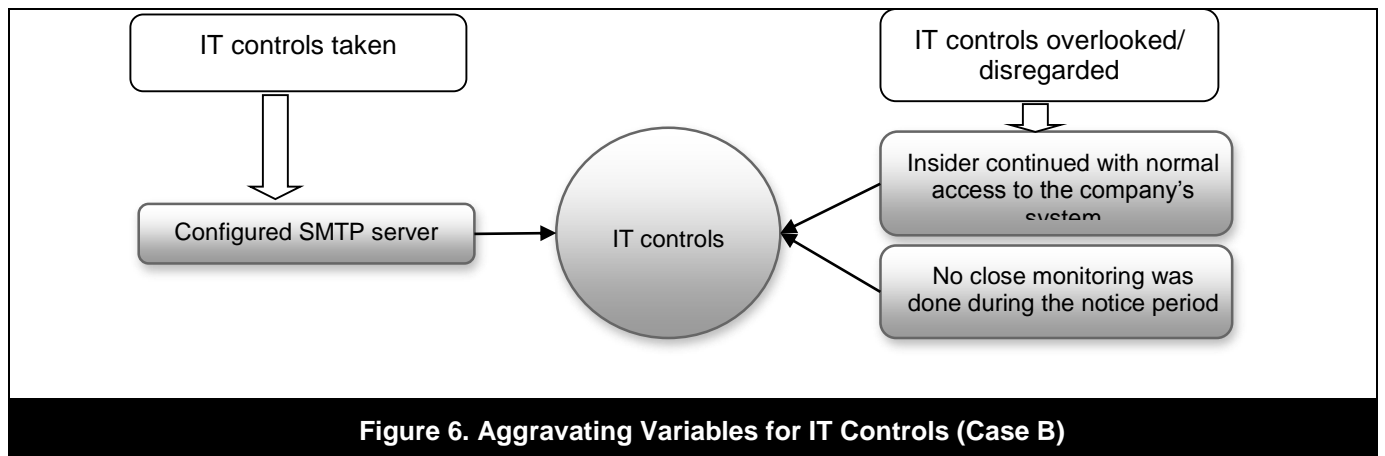 IT controls taken
IT controls overlooked/
disregarded
Configured SMTP server
IT controls
Insider continued with normal
access to the company’s
system
No close monitoring was
done during the notice period
Figure 6. Aggravating Variables for IT Controls (Case B)